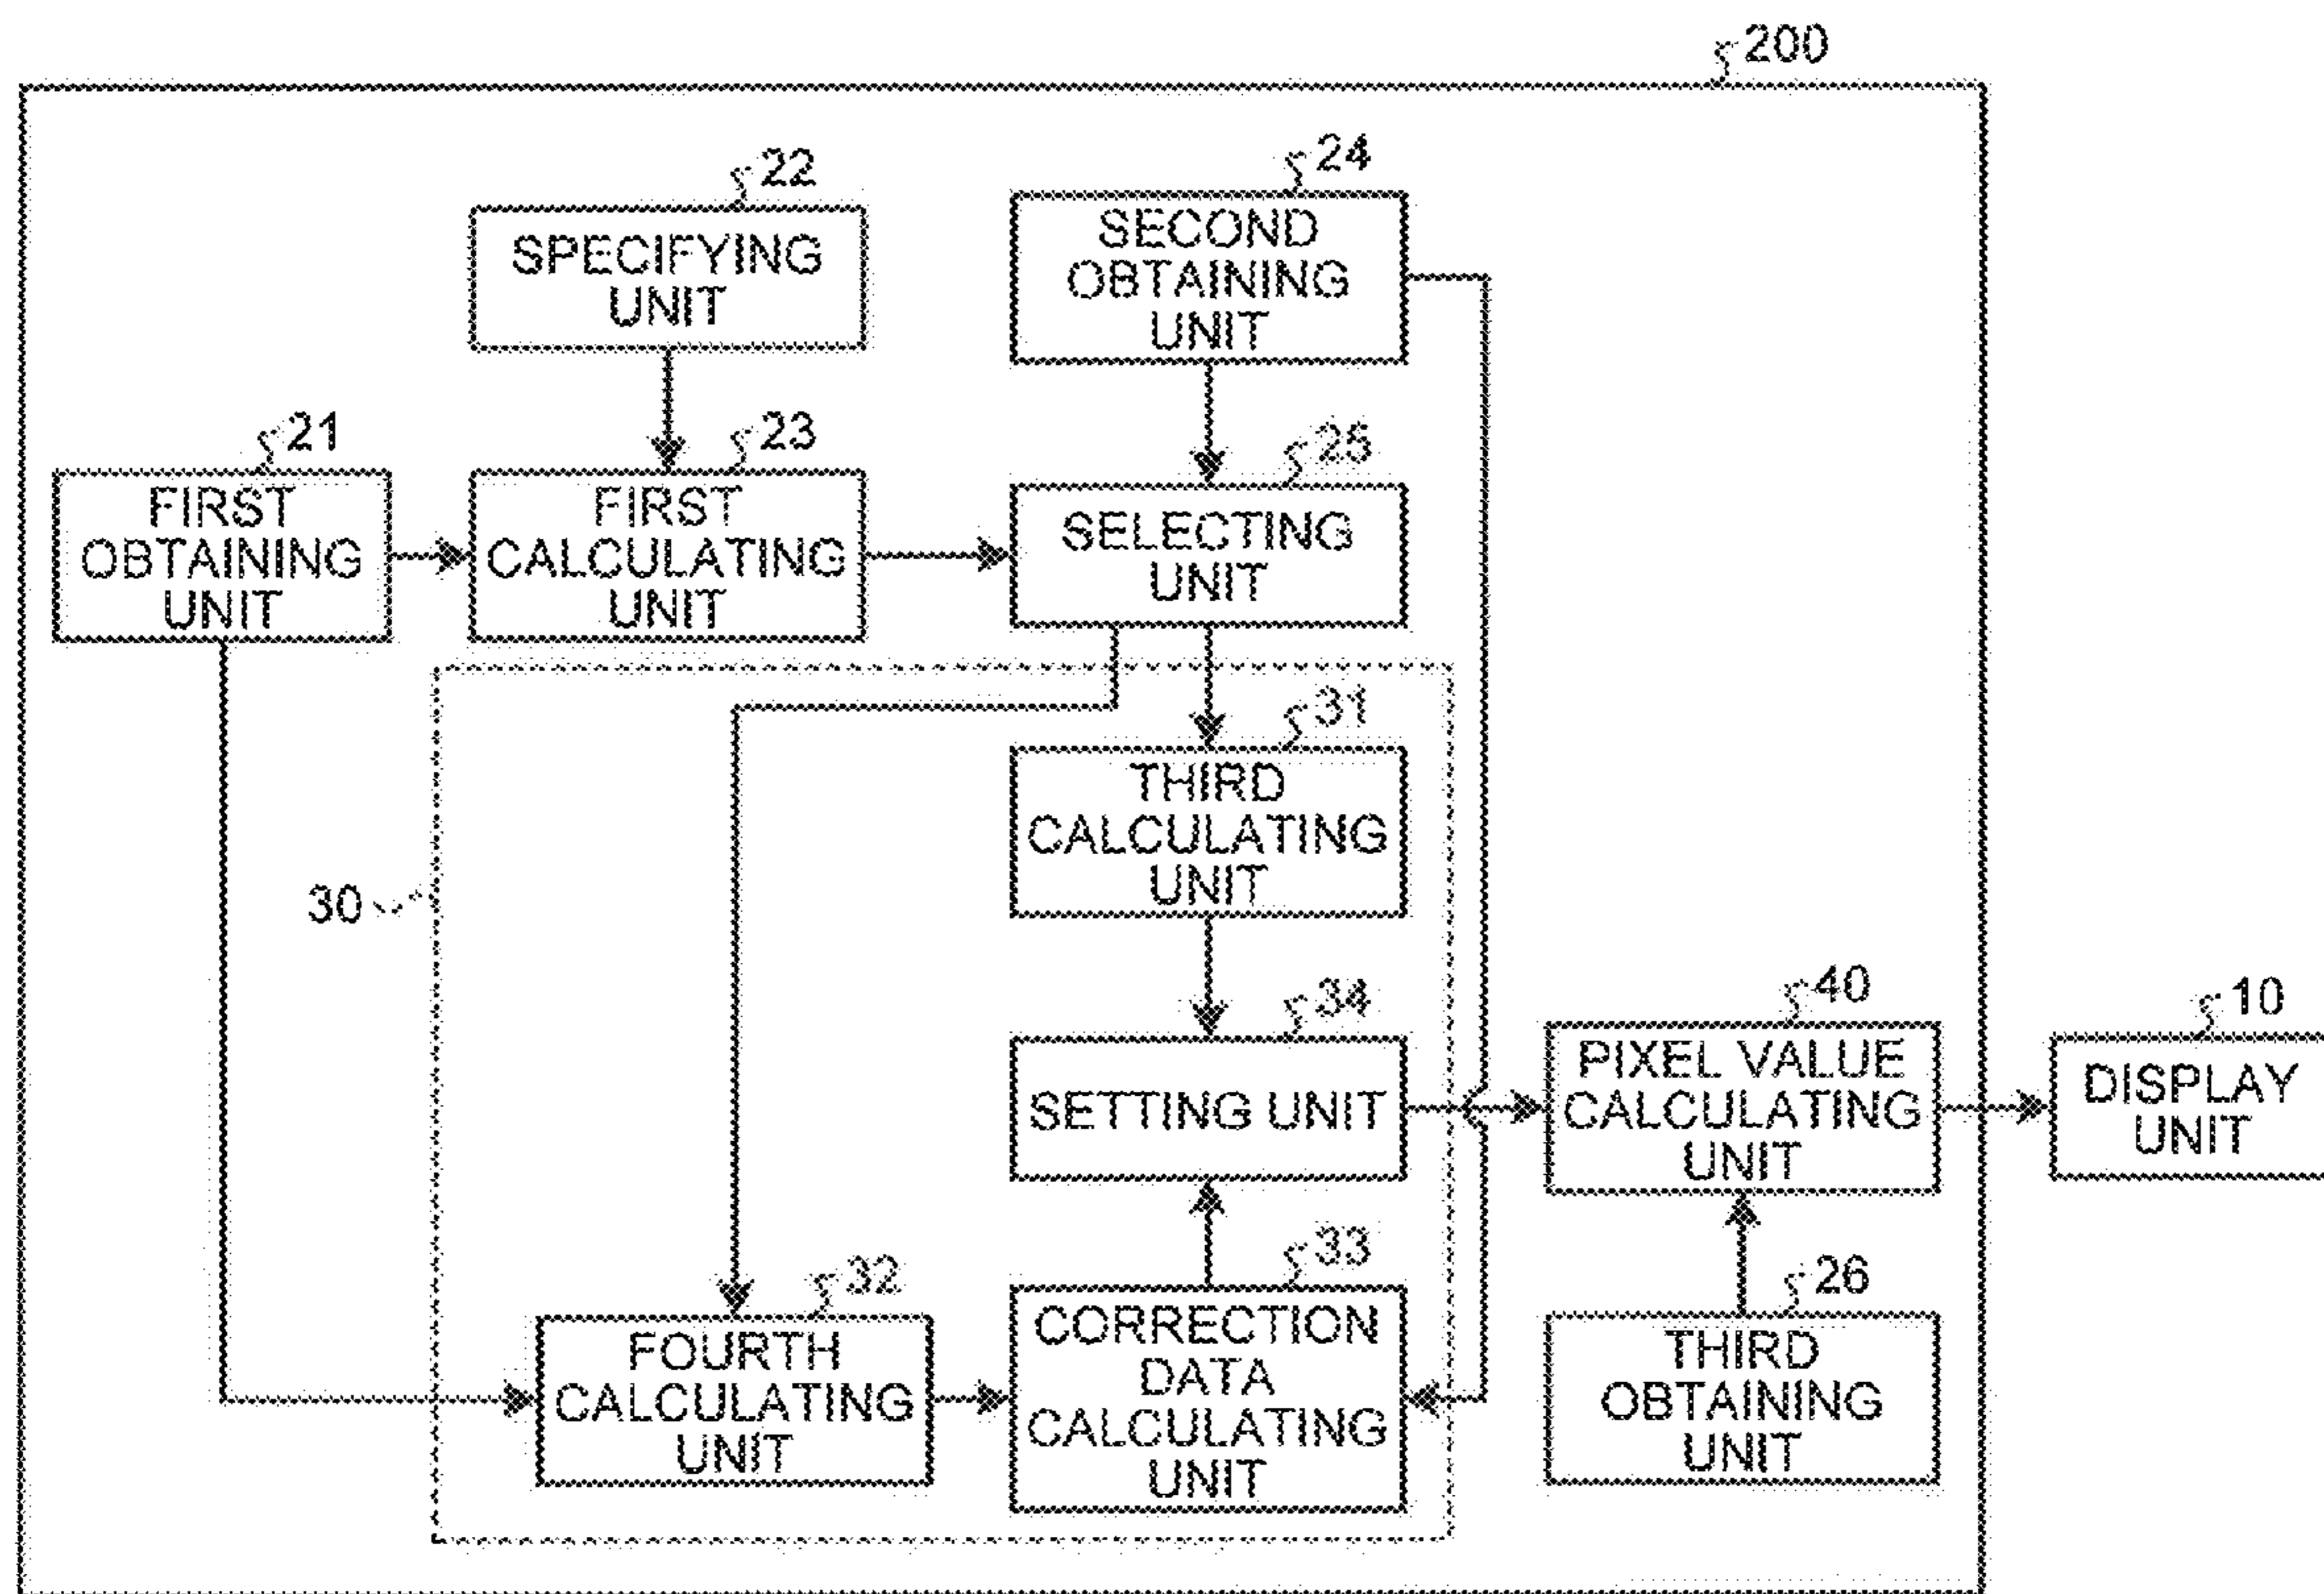 200
22
SPECIFYING
UNIT
24
SECOND
OBTAINING
UNIT
21
FIRST
OBTAINING
UNIT
23
FIRST
CALCULATING
UNIT
25
SELECTING
UNIT
30
31
THIRD
CALCULATING
UNIT
34
SETTING UNIT
40
PIXEL VALUE
CALCULATING
UNIT
10
DISPLAY
UNIT
32
FOURTH
CALCULATING
UNIT
33
CORRECTION
DATA
CALCULATING
UNIT
26
THIRD
OBTAINING
UNIT